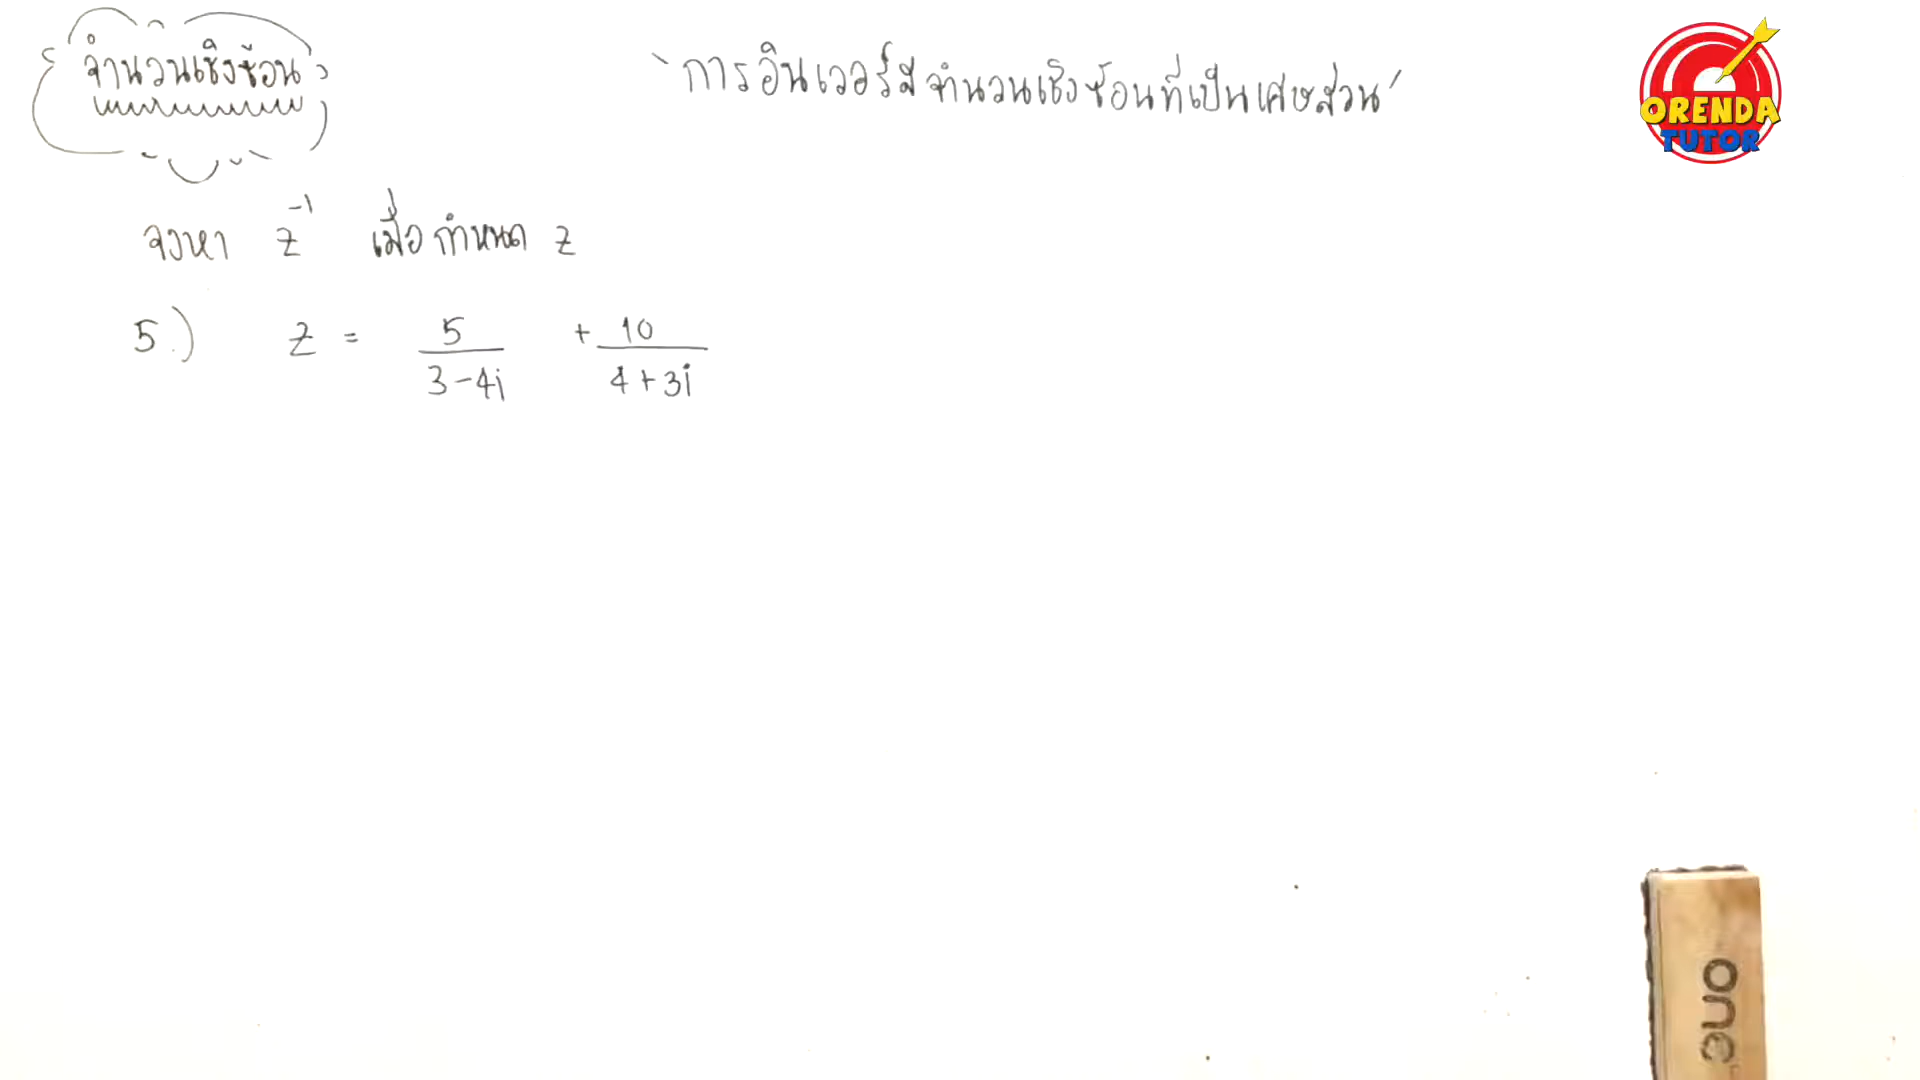 จำนวนเชิงซ้อน
"การอินเวอร์สจำนวนเชิงซ้อนที่เป็นเศษส่วน"
ORENDA
TUTOR
จงหา z⁻¹ เมื่อกำหนด z
5.) z = 5/(3-4i) + 10/(4+3i)
one